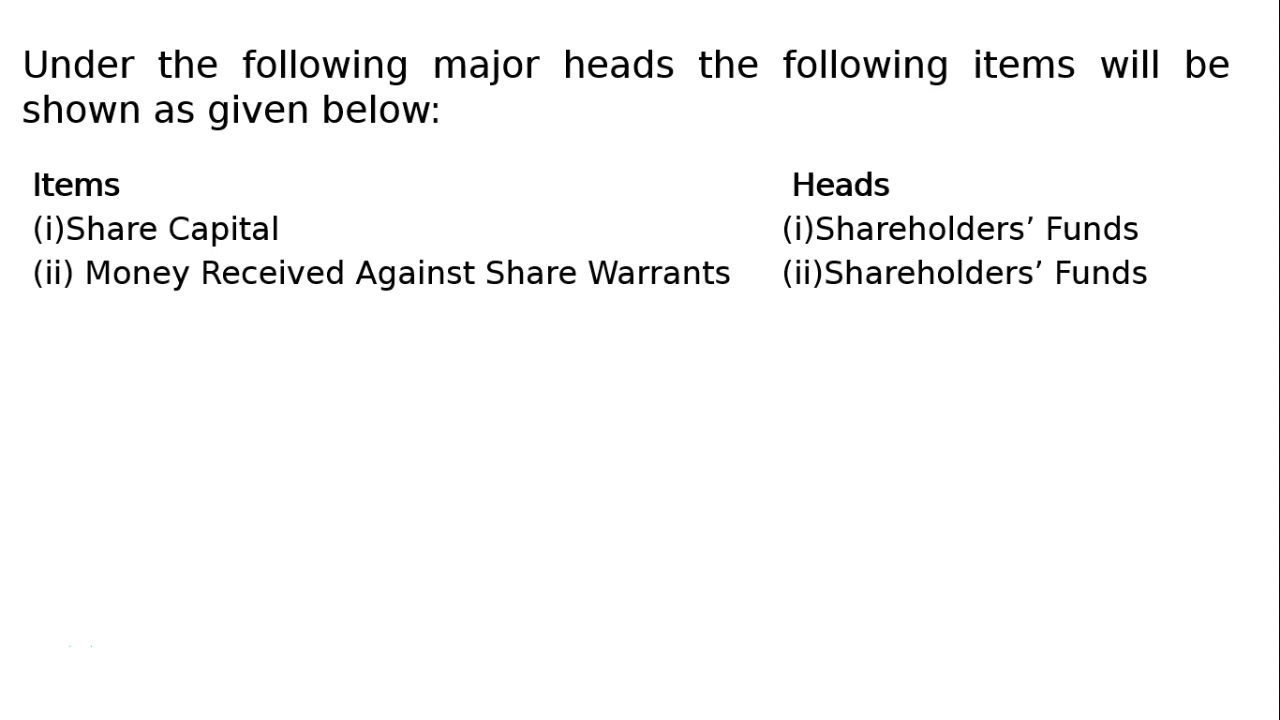 Under the following major heads the following items will be
shown as given below:
Items Heads
(i)Share Capital (i)Shareholders’ Funds
(ii) Money Received Against Share Warrants (ii)Shareholders’ Funds